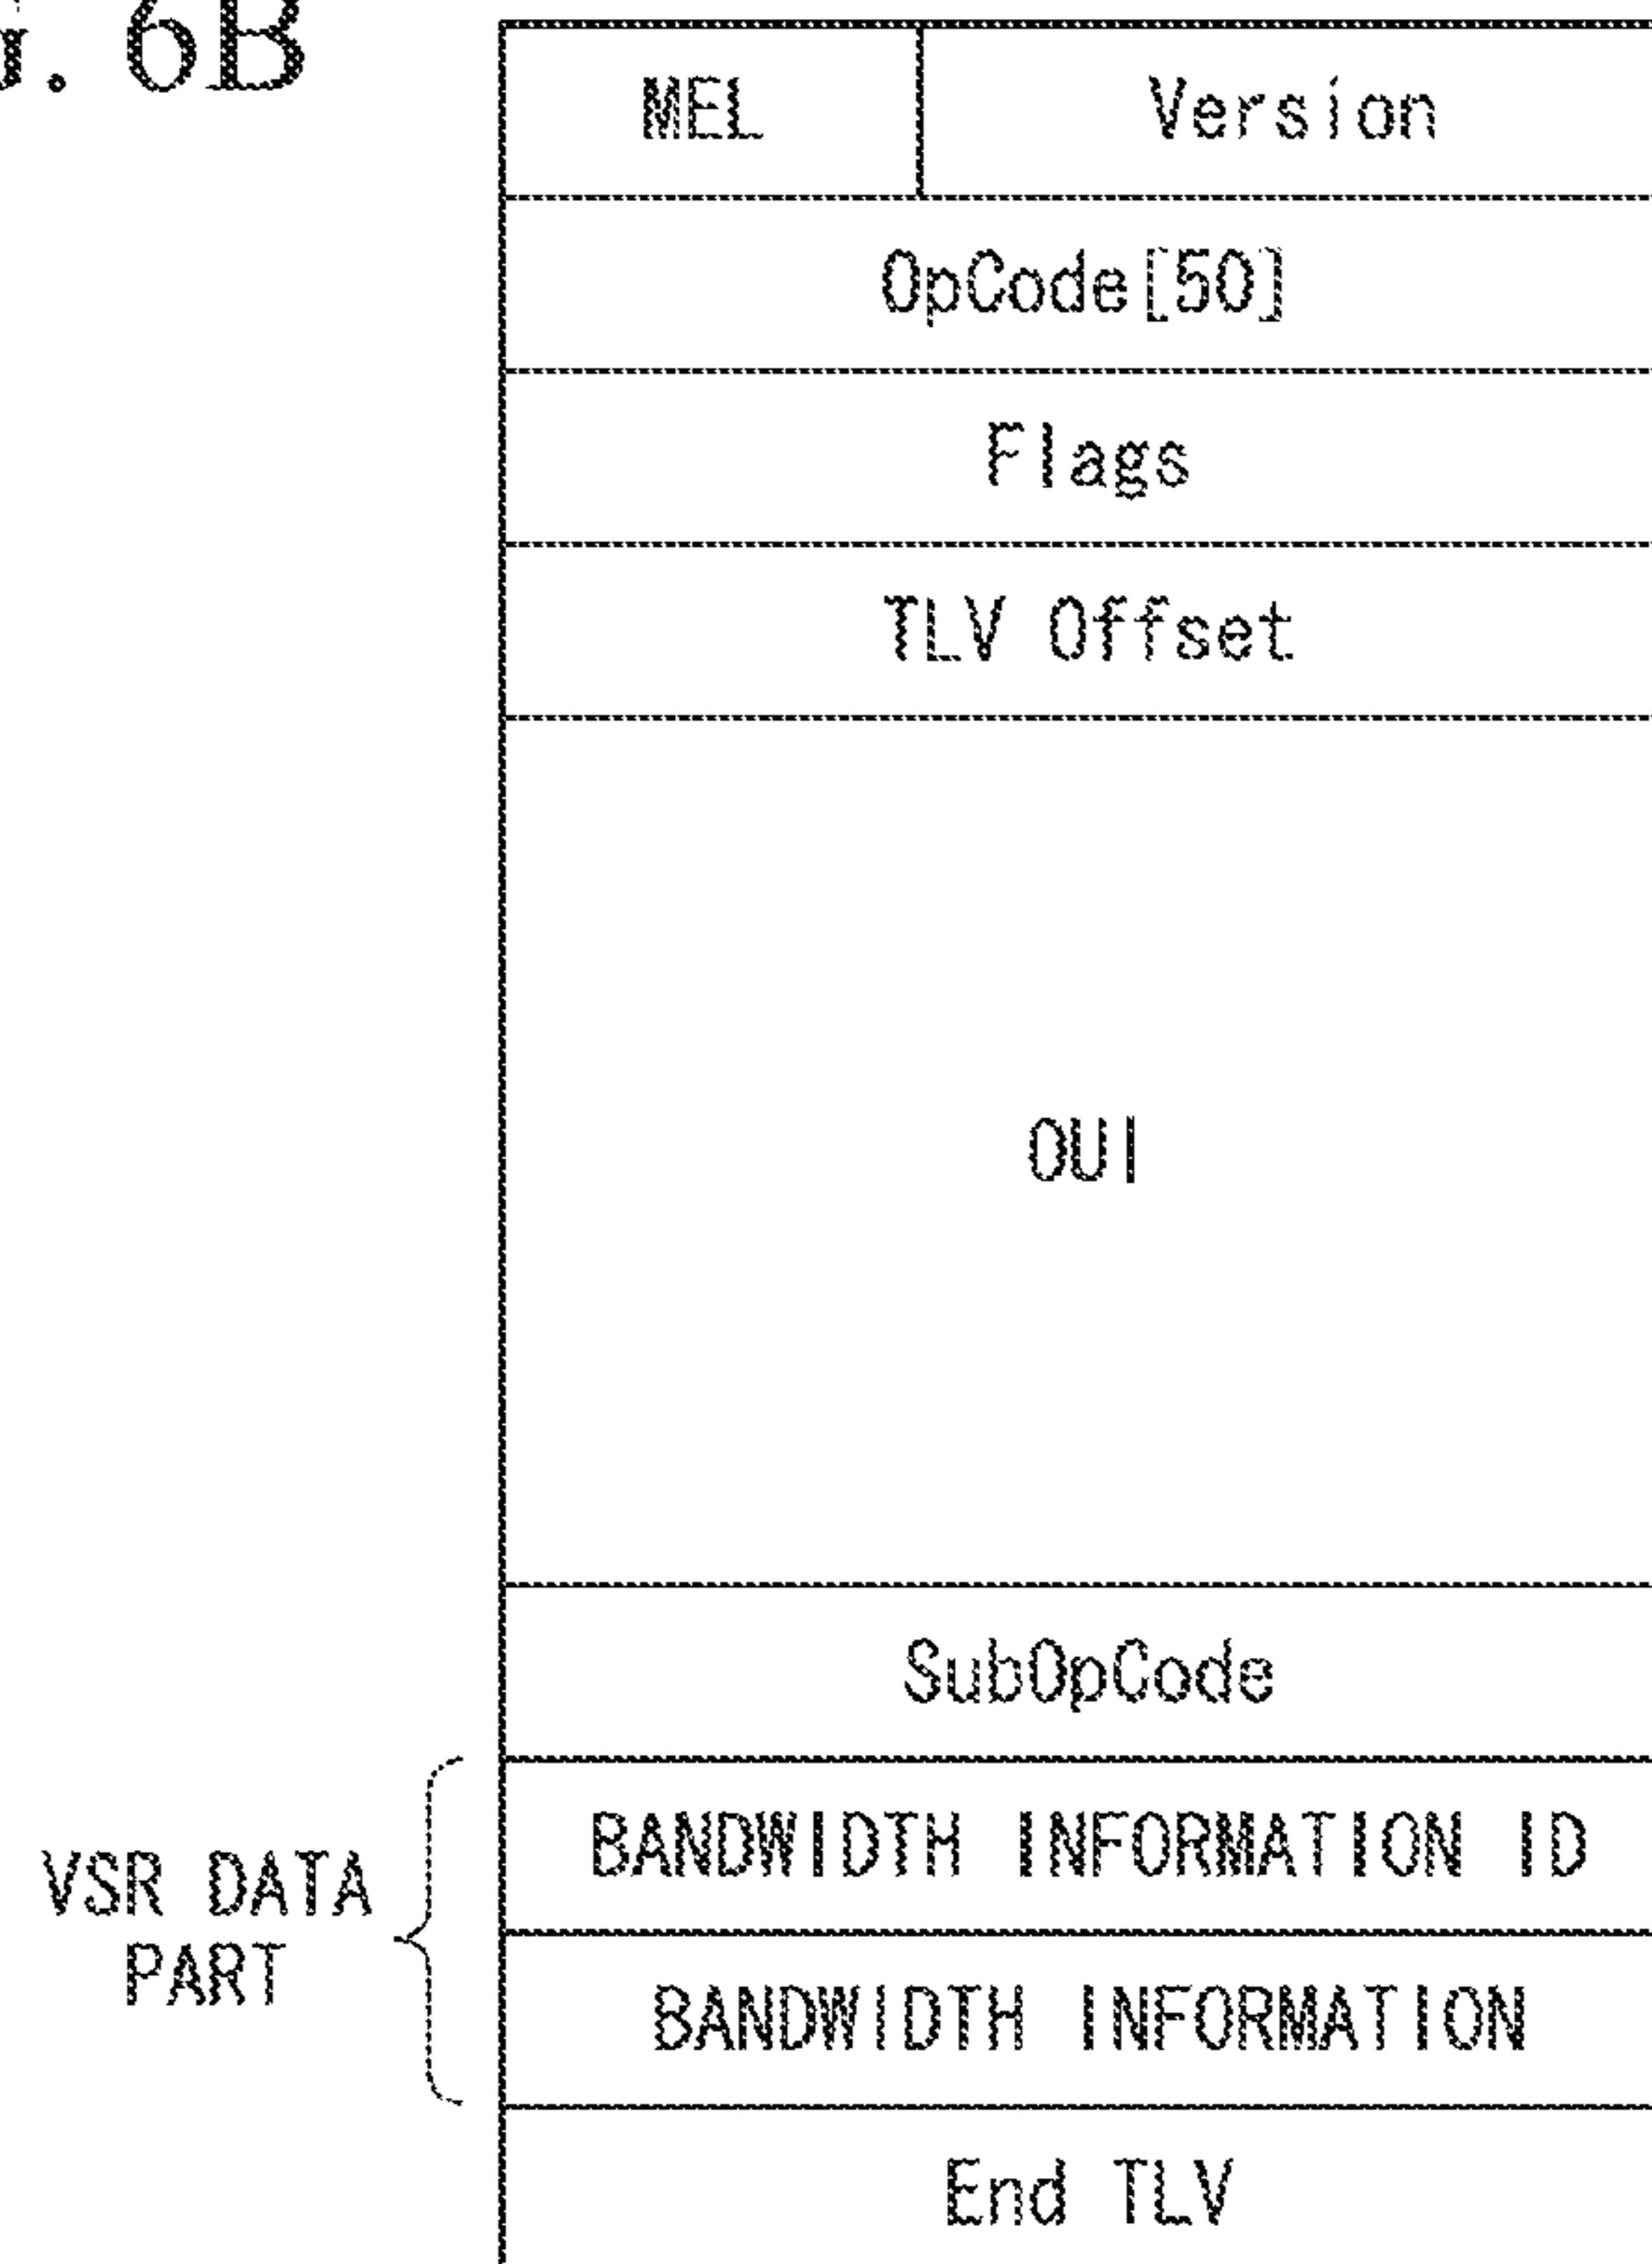 . 6B
MEL Version
OpCode[50]
Flags
TLV Offset
OUI
SubOpCode
VSR DATA
PART
BANDWIDTH INFORMATION ID
BANDWIDTH INFORMATION
End TLV